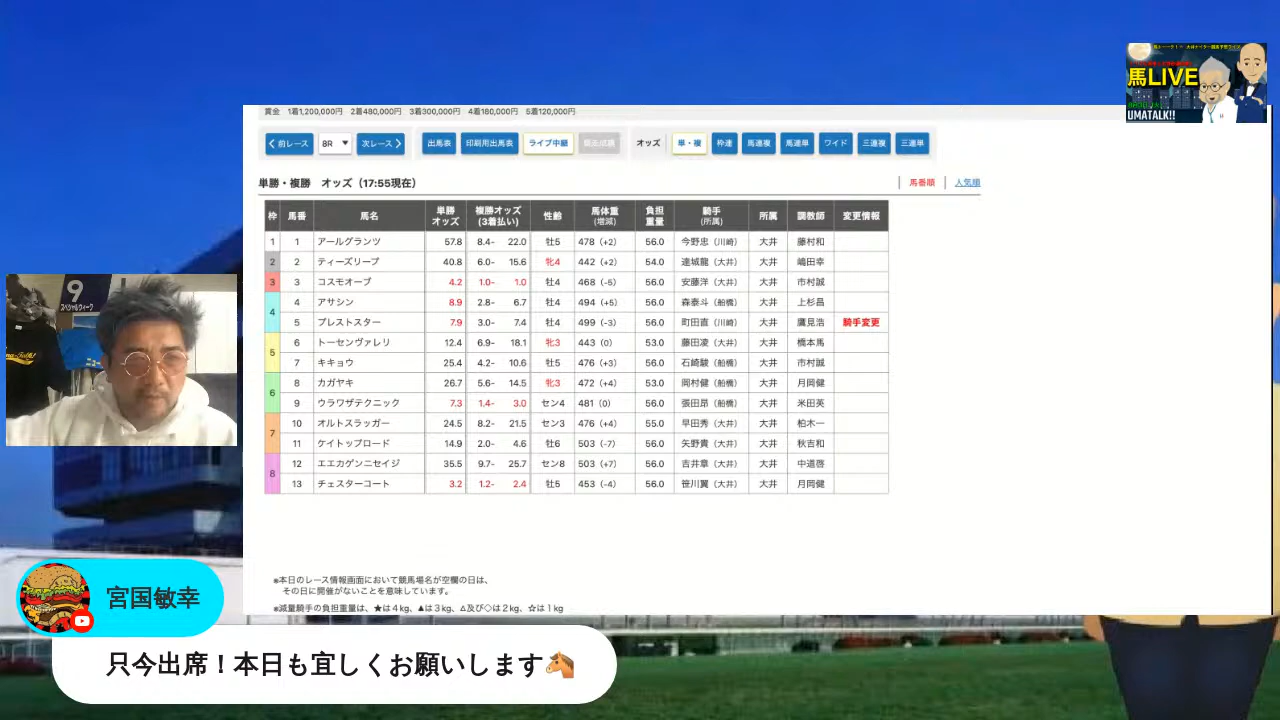 賞金 1着1,200,000円 2着480,000円 3着300,000円 4着180,000円 5着120,000円
前レース 8R 次レース 出馬表 印刷用出馬表 ライブ中継 オッズ 単・複 枠連 馬連複 馬連単 ワイド 三連複 三連単
単勝・複勝 オッズ（17:55現在） 馬番順 人気順
枠 馬番 馬名 単勝オッズ 複勝オッズ(3着払い) 性齢 馬体重(増減) 負担重量 騎手(所属) 所属 調教師 変更情報
1 1 アールグランツ 57.8 8.4- 22.0 牡5 478（+2） 56.0 今野忠（川崎） 大井 藤村和
2 2 ティーズリープ 40.8 6.0- 15.6 牝4 442（+2） 54.0 達城龍（大井） 大井 嶋田幸
3 3 コスモオーブ 4.2 1.0- 1.0 牡4 468（-5） 56.0 安藤洋（大井） 大井 市村誠
4 4 アサシン 8.9 2.8- 6.7 牡4 494（+5） 56.0 森泰斗（船橋） 大井 上杉昌
5 プレストスター 7.9 3.0- 7.4 牡4 499（-3） 56.0 町田直（川崎） 大井 鷹見浩 騎手変更
5 6 トーセンヴァレリ 12.4 6.9- 18.1 牝3 443（0） 53.0 藤田凌（大井） 大井 橋本馬
7 キキョウ 25.4 4.2- 10.6 牡5 476（+3） 56.0 石崎駿（船橋） 大井 市村誠
6 8 カガヤキ 26.7 5.6- 14.5 牝3 472（+4） 53.0 岡村健（船橋） 大井 月岡健
9 ウラワザテクニック 7.3 1.4- 3.0 セン4 481（0） 56.0 張田昂（船橋） 大井 米田英
7 10 オルトスラッガー 24.5 8.2- 21.5 セン3 476（+4） 55.0 早田秀（大井） 大井 柏木一
11 ケイトップロード 14.9 2.0- 4.6 牡6 503（-7） 56.0 矢野貴（大井） 大井 秋吉和
8 12 エエカゲンニセイジ 35.5 9.7- 25.7 セン8 503（+7） 56.0 吉井章（大井） 大井 中道啓
13 チェスターコート 3.2 1.2- 2.4 牡5 453（-4） 56.0 笹川翼（大井） 大井 月岡健
※本日のレース情報画面において競馬場名が空欄の日は、
その日に開催がないことを意味しています。
※減量騎手の負担重量は、★は4kg、▲は3kg、△及び◇は2kg、☆は1kg
馬LIVE
UMATALK!!
9
スペシャルウィーク
宮国敏幸
只今出席！本日も宜しくお願いします🐴